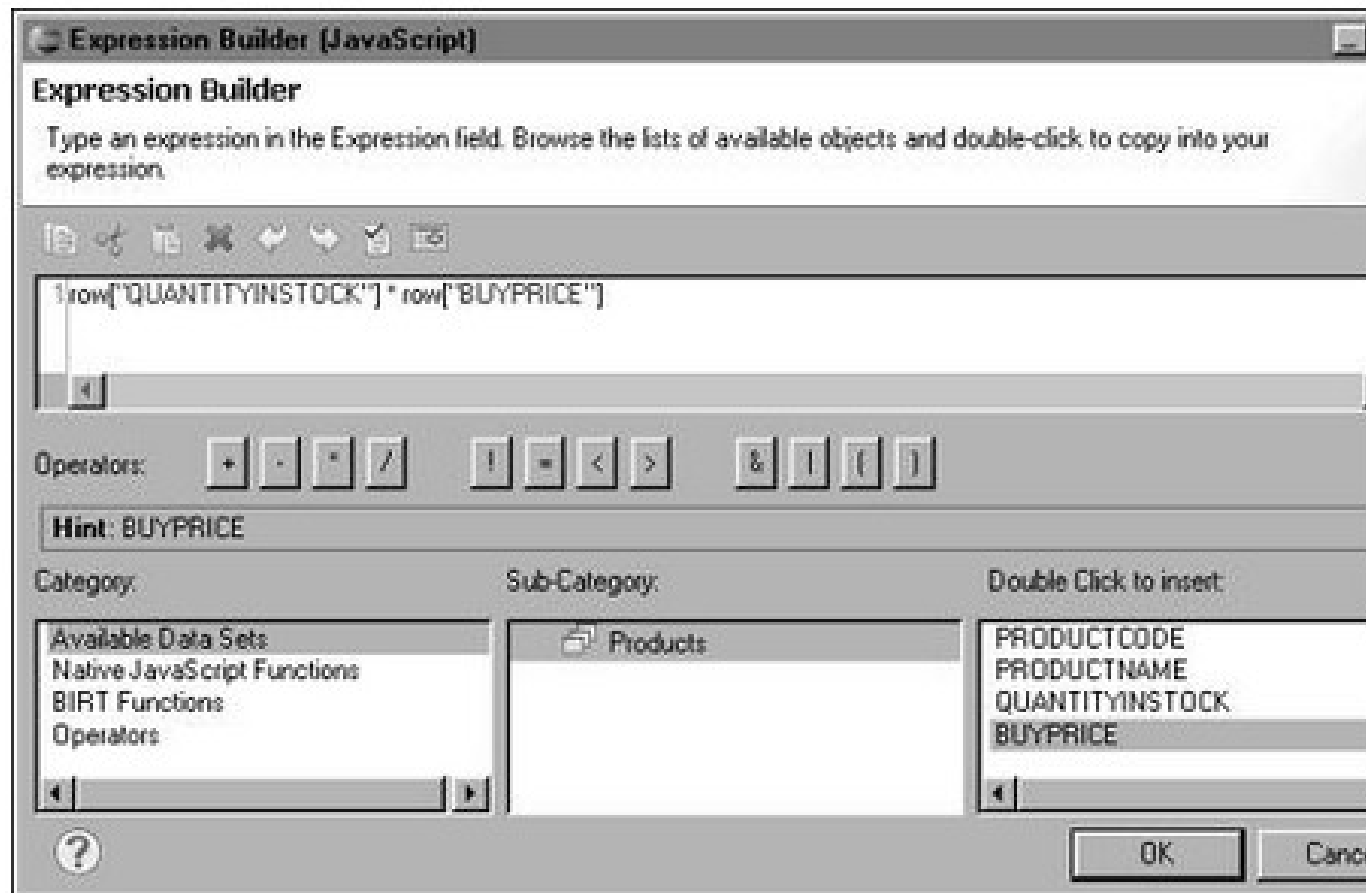 Expression Builder (JavaScript)
Expression Builder
Type an expression in the Expression field. Browse the lists of available objects and double-click to copy into your
expression.
1 row["QUANTITYINSTOCK"] * row["BUYPRICE"]
Operators: + - * / ! = < > & | ( )
Hint: BUYPRICE
Category: Sub-Category: Double Click to insert:
Available Data Sets Products PRODUCTCODE
Native JavaScript Functions PRODUCTNAME
BIRT Functions QUANTITYINSTOCK
Operators BUYPRICE
? OK Cance